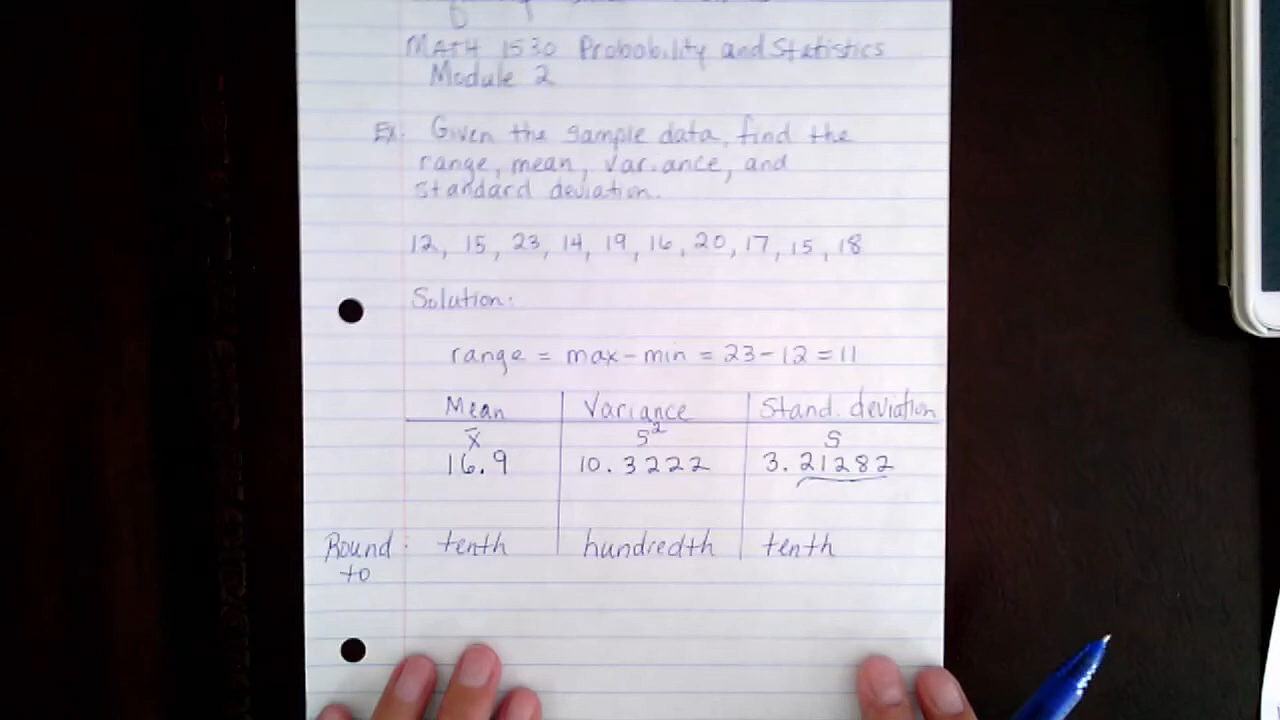 MATH 1530 Probability and Statistics
Module 2
Ex: Given the sample data, find the
range, mean, variance, and
standard deviation.
12, 15, 23, 14, 19, 16, 20, 17, 15, 18
Solution:
range = max - min = 23 - 12 = 11
Mean Variance Stand. deviation
x̄ s² s
16.9 10.3222 3.21282
Round: tenth hundredth tenth
to